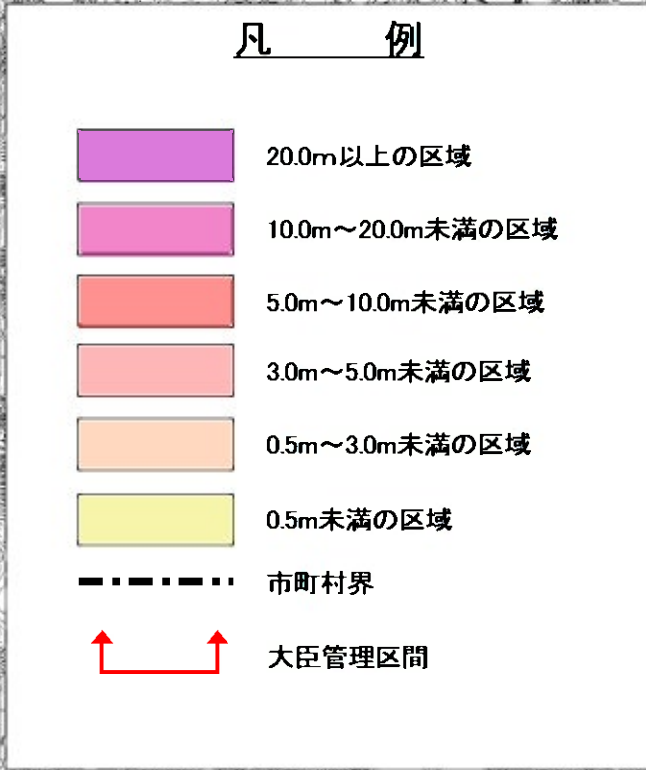 凡 例
20.0m以上の区域
10.0m～20.0m未満の区域
5.0m～10.0m未満の区域
3.0m～5.0m未満の区域
0.5m～3.0m未満の区域
0.5m未満の区域
市町村界
大臣管理区間